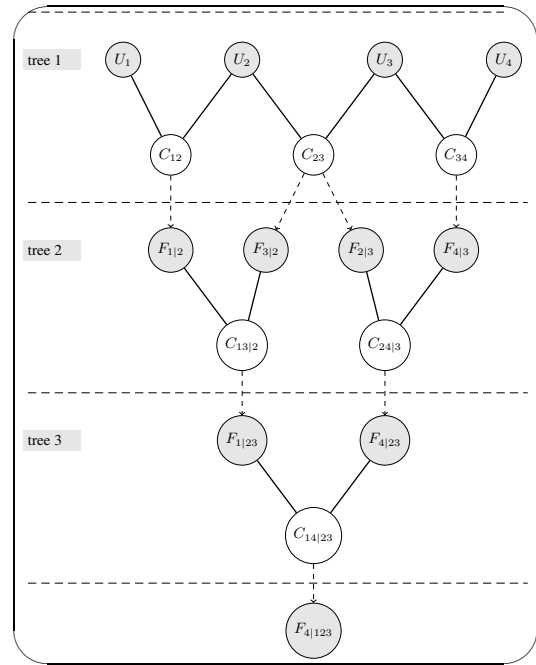 tree 1 U₁ U₂ U₃ U₄
C₁₂ C₂₃ C₃₄
tree 2 F₁|₂ F₃|₂ F₂|₃ F₄|₃
C₁₃|₂ C₂₄|₃
tree 3 F₁|₂₃ F₄|₂₃
C₁₄|₂₃
F₄|₁₂₃